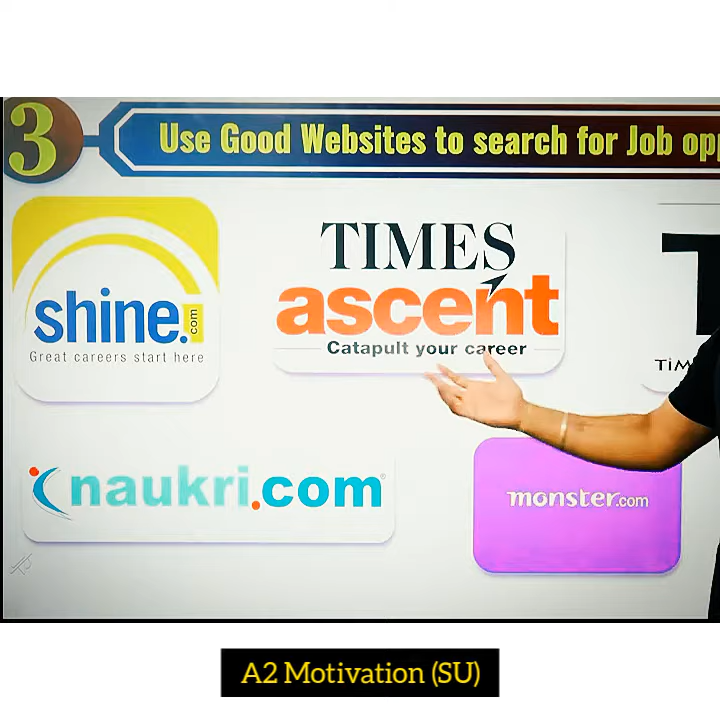 3
Use Good Websites to search for Job opp
shine.com
Great careers start here
TIMES
ascent
Catapult your career
T
TiM
naukri.com®
monster.com
A2 Motivation (SU)